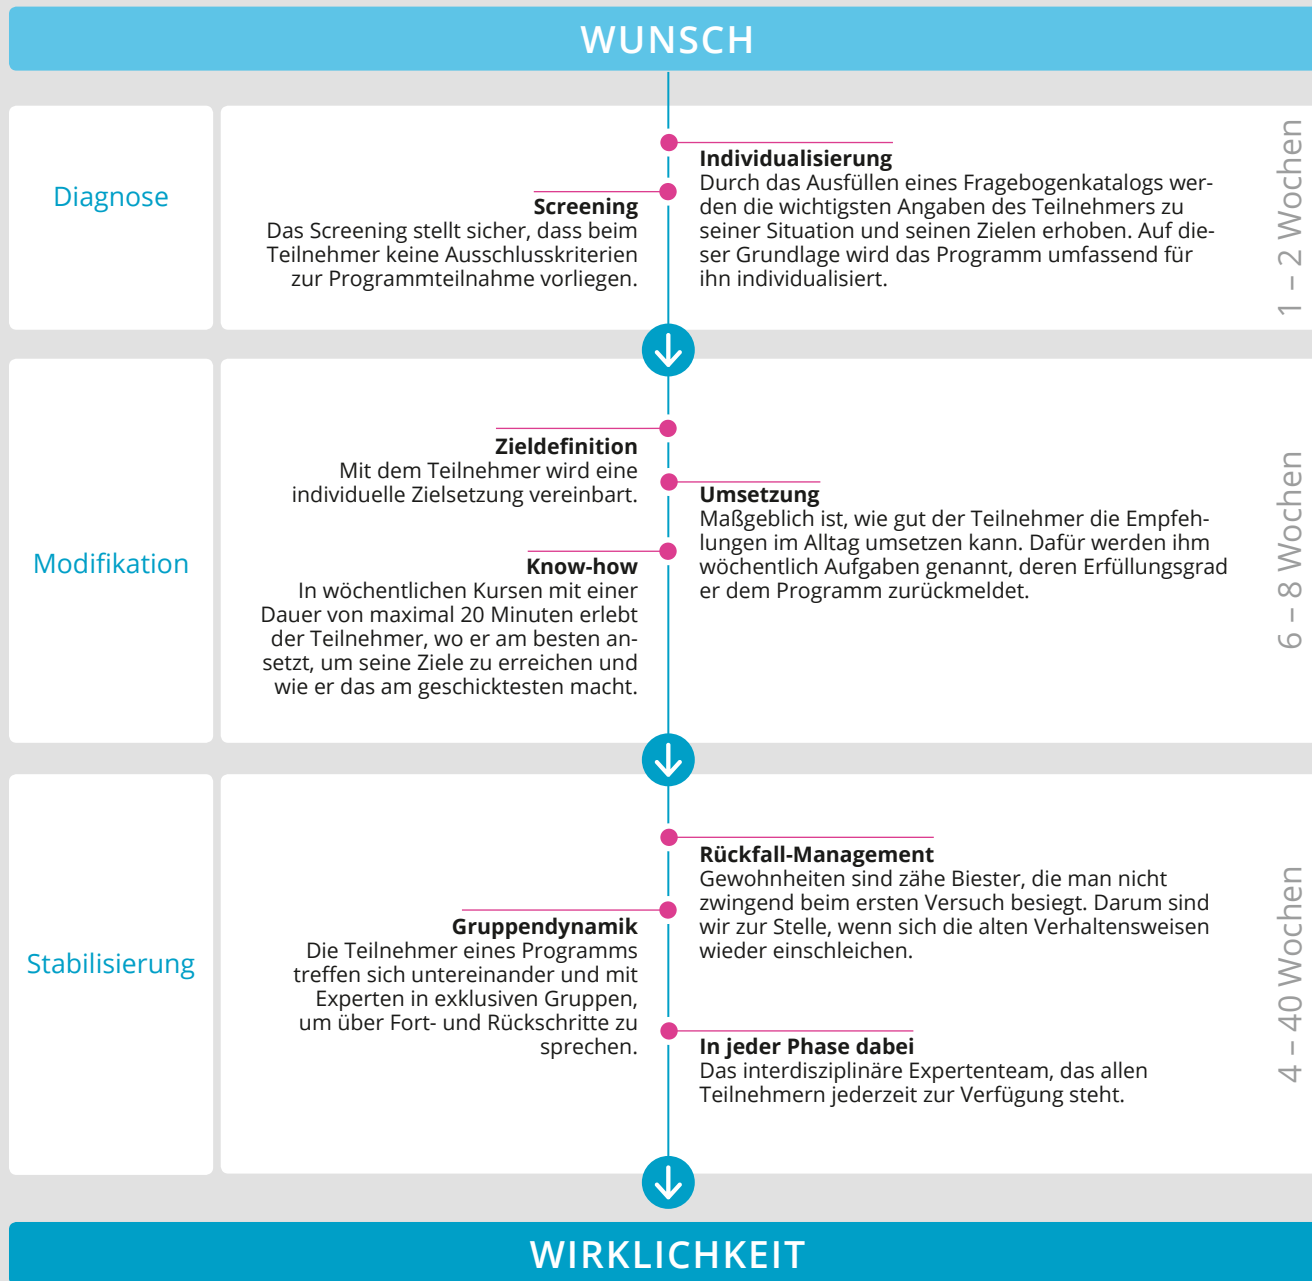 WUNSCH
Diagnose
Individualisierung
Durch das Ausfüllen eines Fragebogenkatalogs wer-
den die wichtigsten Angaben des Teilnehmers zu
seiner Situation und seinen Zielen erhoben. Auf die-
ser Grundlage wird das Programm umfassend für
ihn individualisiert.
Screening
Das Screening stellt sicher, dass beim
Teilnehmer keine Ausschlusskriterien
zur Programmteilnahme vorliegen.
1 – 2 Wochen
Modifikation
Zieldefinition
Mit dem Teilnehmer wird eine
individuelle Zielsetzung vereinbart.
Umsetzung
Maßgeblich ist, wie gut der Teilnehmer die Empfeh-
lungen im Alltag umsetzen kann. Dafür werden ihm
wöchentlich Aufgaben genannt, deren Erfüllungsgrad
er dem Programm zurückmeldet.
Know-how
In wöchentlichen Kursen mit einer
Dauer von maximal 20 Minuten erlebt
der Teilnehmer, wo er am besten an-
setzt, um seine Ziele zu erreichen und
wie er das am geschicktesten macht.
6 – 8 Wochen
Stabilisierung
Rückfall-Management
Gewohnheiten sind zähe Biester, die man nicht
zwingend beim ersten Versuch besiegt. Darum sind
wir zur Stelle, wenn sich die alten Verhaltensweisen
wieder einschleichen.
Gruppendynamik
Die Teilnehmer eines Programms
treffen sich untereinander und mit
Experten in exklusiven Gruppen,
um über Fort- und Rückschritte zu
sprechen.
In jeder Phase dabei
Das interdisziplinäre Expertenteam, das allen
Teilnehmern jederzeit zur Verfügung steht.
4 – 40 Wochen
WIRKLICHKEIT